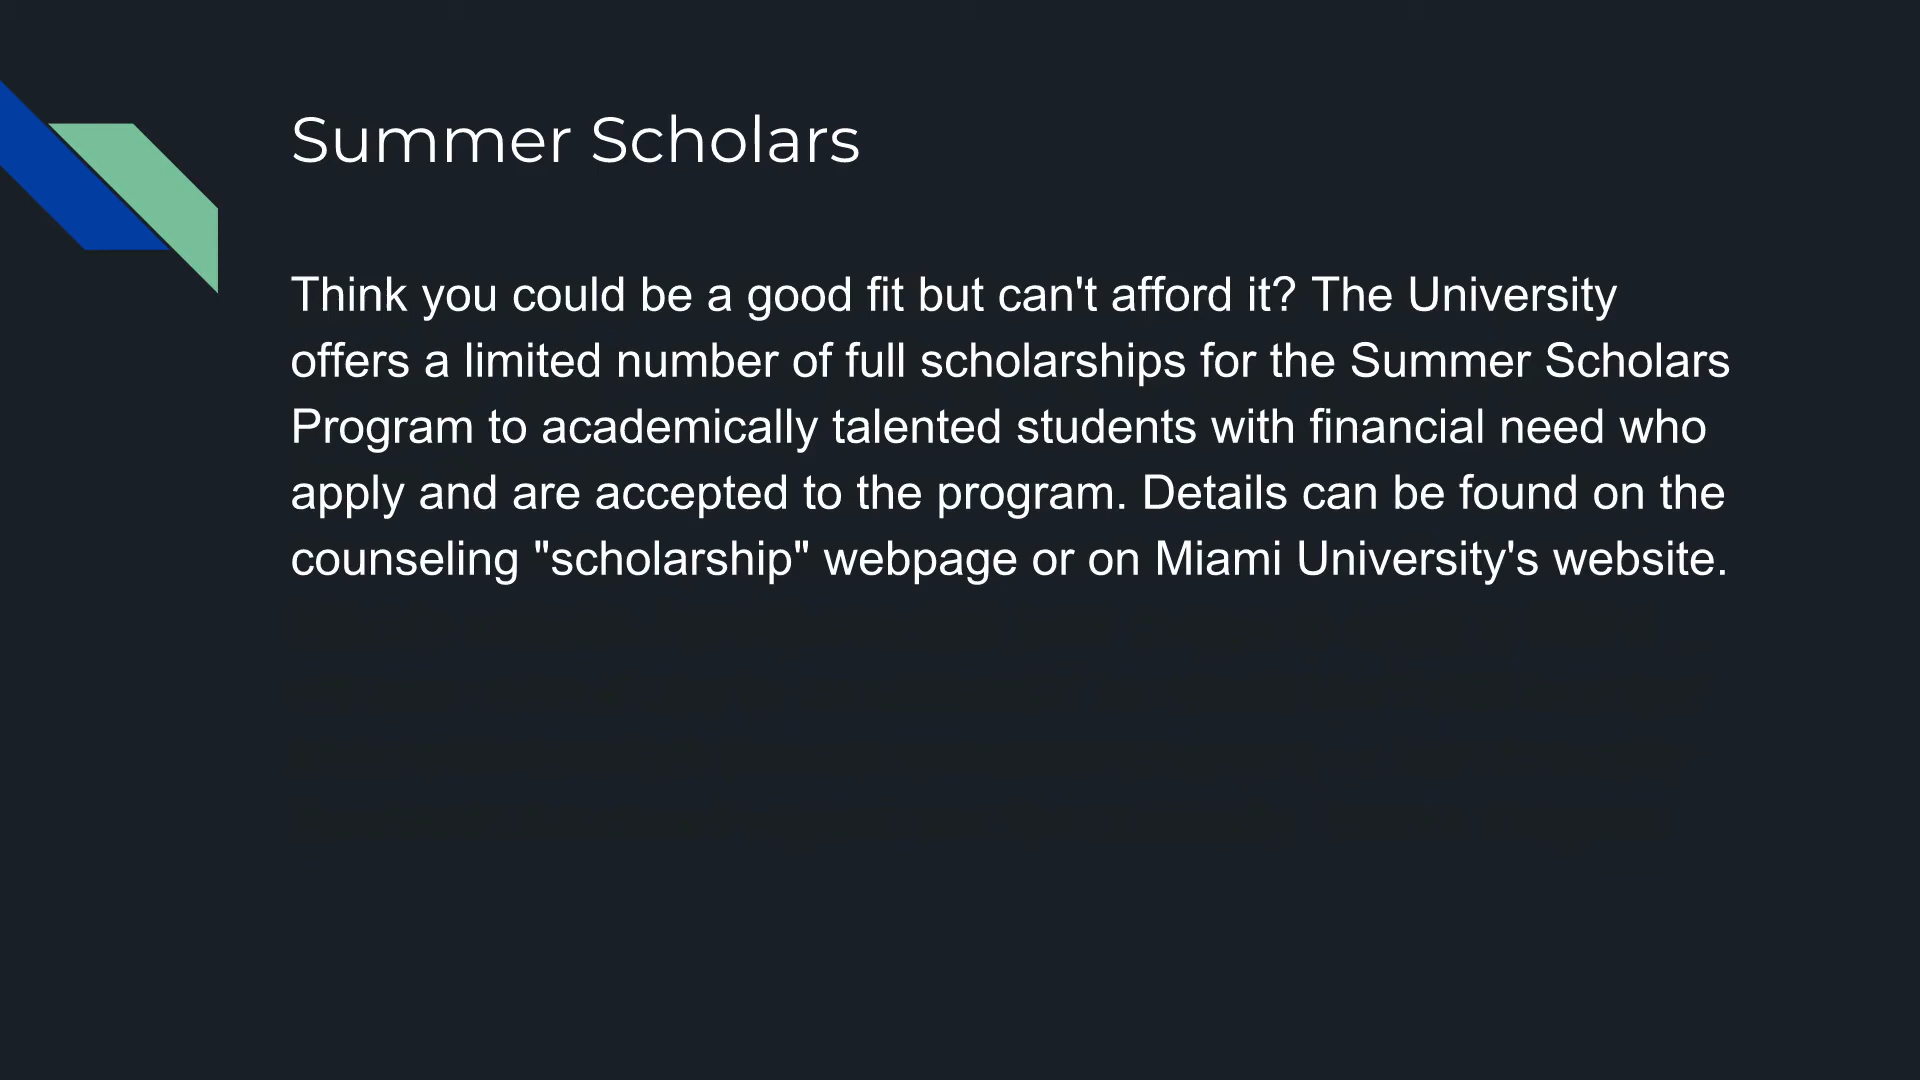 Summer Scholars
Think you could be a good fit but can't afford it? The University
offers a limited number of full scholarships for the Summer Scholars
Program to academically talented students with financial need who
apply and are accepted to the program. Details can be found on the
counseling "scholarship" webpage or on Miami University's website.